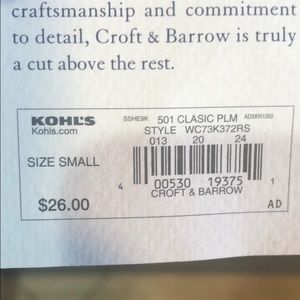 craftsmanship and commitment
to detail, Croft & Barrow is truly
a cut above the rest.
KOHL'S
Kohls.com
SSHE9K 501 CLASIC PLM ADXKR1050
STYLE WC73K372RS
013 20 24
SIZE SMALL
4 00530 19375 1
CROFT & BARROW
$26.00
AD